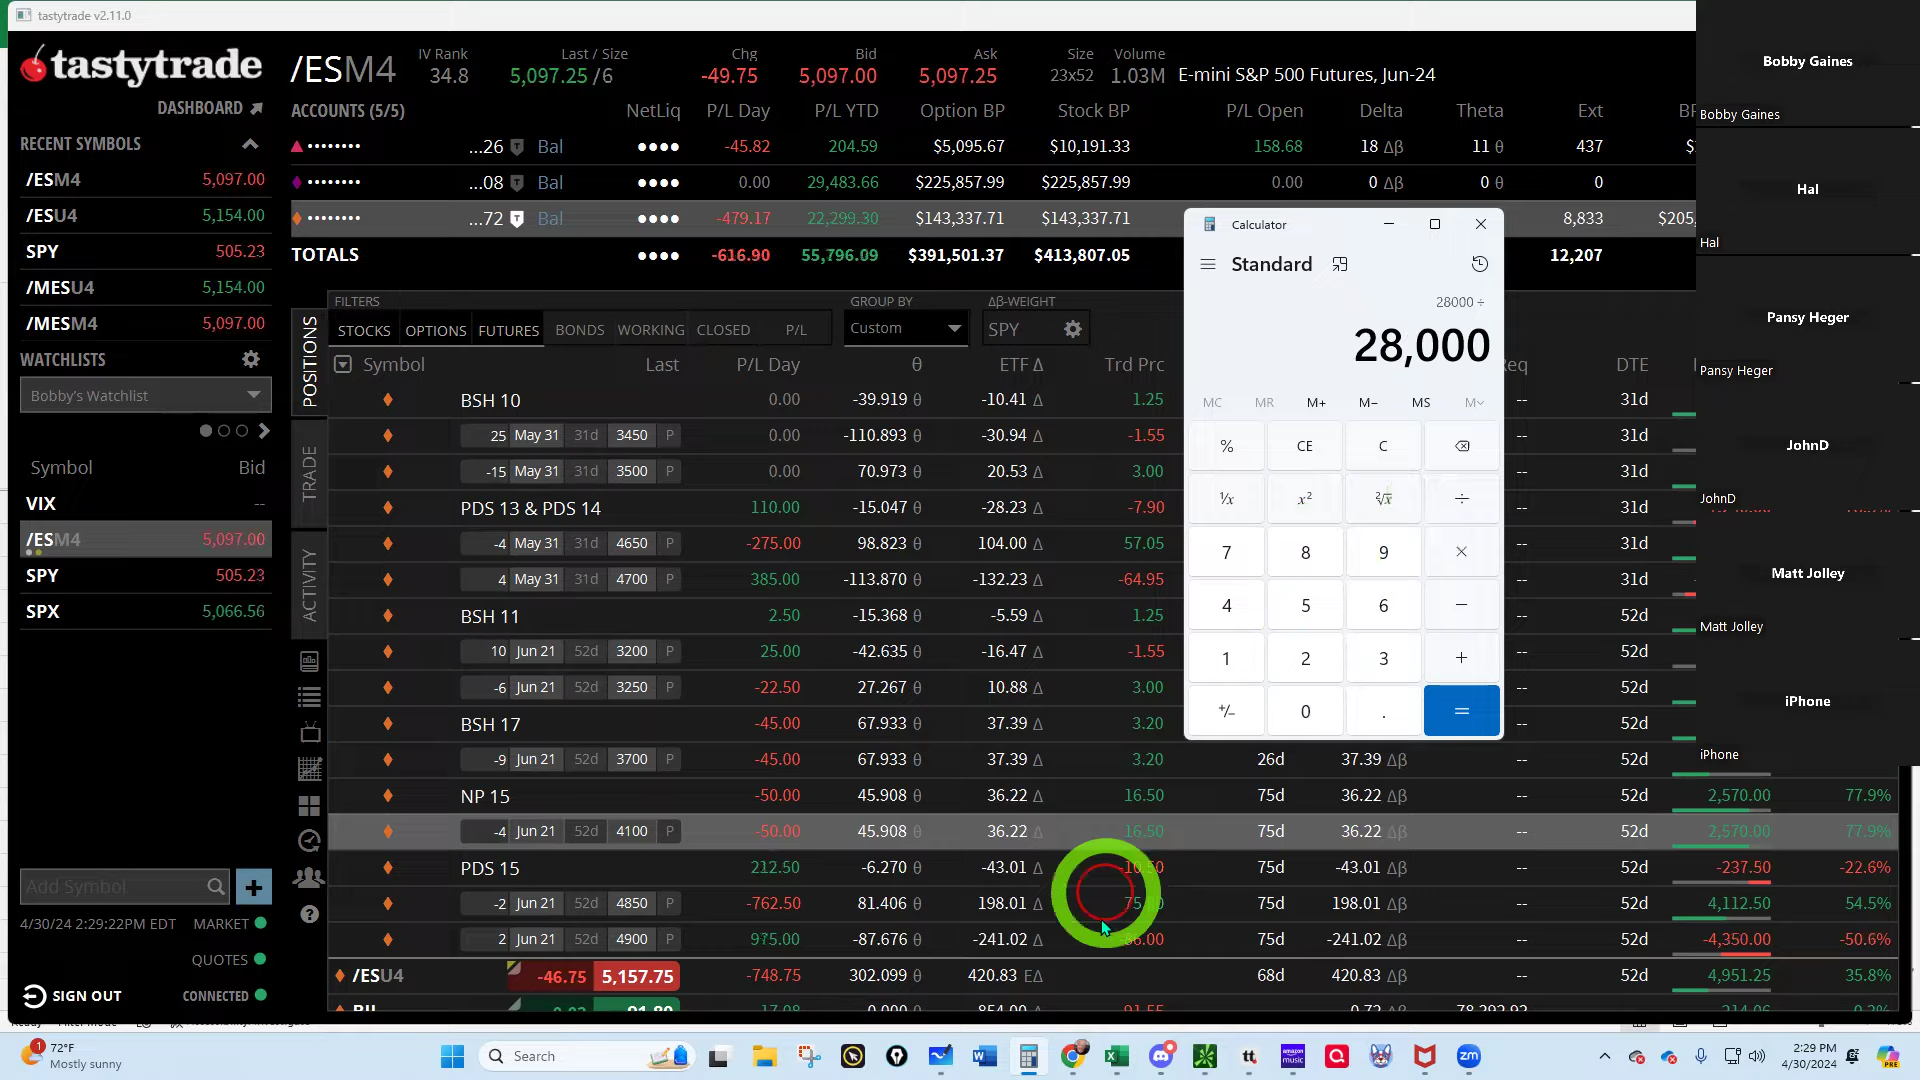 tastytrade v2.11.0
tastytrade
DASHBOARD
RECENT SYMBOLS
/ESM4 5,097.00
/ESU4 5,154.00
SPY 505.23
/MESU4 5,154.00
/MESM4 5,097.00
WATCHLISTS
Bobby's Watchlist
Symbol Bid
VIX --
/ESM4 5,097.00
SPY 505.23
SPX 5,066.56
Add Symbol
4/30/24 2:29:22PM EDT MARKET
QUOTES
SIGN OUT CONNECTED
/ESM4
IV Rank Last / Size Chg Bid Ask Size Volume
34.8 5,097.25 /6 -49.75 5,097.00 5,097.25 23x52 1.03M E-mini S&P 500 Futures, Jun-24
ACCOUNTS (5/5) NetLiq P/L Day P/L YTD Option BP Stock BP P/L Open Delta Theta Ext
•••••••• ...26 T Bal •••• -45.82 204.59 $5,095.67 $10,191.33 158.68 18 Δβ 11 θ 437
•••••••• ...08 T Bal •••• 0.00 29,483.66 $225,857.99 $225,857.99 0.00 0 Δβ 0 θ 0
•••••••• ...72 T Bal •••• -479.17 22,299.30 $143,337.71 $143,337.71 8,833 $205,
TOTALS •••• -616.90 55,796.09 $391,501.37 $413,807.05 12,207
POSITIONS
TRADE
ACTIVITY
FILTERS GROUP BY Δβ-WEIGHT
STOCKS OPTIONS FUTURES BONDS WORKING CLOSED P/L Custom SPY
Symbol Last P/L Day θ ETF Δ Trd Prc DTE
BSH 10 0.00 -39.919 θ -10.41 Δ 1.25 -- 31d
25 May 31 31d 3450 P 0.00 -110.893 θ -30.94 Δ -1.55 -- 31d
-15 May 31 31d 3500 P 0.00 70.973 θ 20.53 Δ 3.00 -- 31d
PDS 13 & PDS 14 110.00 -15.047 θ -28.23 Δ -7.90 -- 31d
-4 May 31 31d 4650 P -275.00 98.823 θ 104.00 Δ 57.05 -- 31d
4 May 31 31d 4700 P 385.00 -113.870 θ -132.23 Δ -64.95 -- 31d
BSH 11 2.50 -15.368 θ -5.59 Δ 1.25 -- 52d
10 Jun 21 52d 3200 P 25.00 -42.635 θ -16.47 Δ -1.55 -- 52d
-6 Jun 21 52d 3250 P -22.50 27.267 θ 10.88 Δ 3.00 -- 52d
BSH 17 -45.00 67.933 θ 37.39 Δ 3.20 -- 52d
-9 Jun 21 52d 3700 P -45.00 67.933 θ 37.39 Δ 3.20 26d 37.39 Δβ -- 52d
NP 15 -50.00 45.908 θ 36.22 Δ 16.50 75d 36.22 Δβ -- 52d 2,570.00 77.9%
-4 Jun 21 52d 4100 P -50.00 45.908 θ 36.22 Δ 16.50 75d 36.22 Δβ -- 52d 2,570.00 77.9%
PDS 15 212.50 -6.270 θ -43.01 Δ -10.50 75d -43.01 Δβ -- 52d -237.50 -22.6%
-2 Jun 21 52d 4850 P -762.50 81.406 θ 198.01 Δ 75d 198.01 Δβ -- 52d 4,112.50 54.5%
2 Jun 21 52d 4900 P 975.00 -87.676 θ -241.02 Δ 75d -241.02 Δβ -- 52d -4,350.00 -50.6%
/ESU4 -46.75 5,157.75 -748.75 302.099 θ 420.83 EΔ 68d 420.83 Δβ -- 52d 4,951.25 35.8%
Calculator
Standard
28000 ÷
28,000
MC MR M+ M− MS M
% CE C
1/x x² ²√x ÷
7 8 9 ×
4 5 6 −
1 2 3 +
+/− 0 . =
Bobby Gaines
Bobby Gaines
Hal
Hal
Pansy Heger
Pansy Heger
JohnD
JohnD
Matt Jolley
Matt Jolley
iPhone
iPhone
1
72°F
Mostly sunny
Search
W
X
amazon music
tt
zm
PRE
2:29 PM
4/30/2024